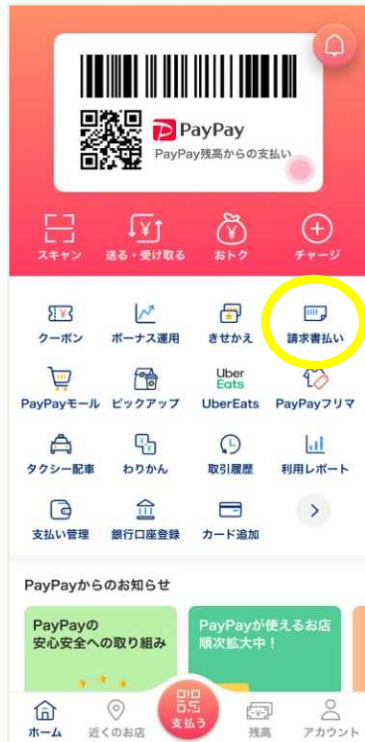 PayPay
PayPay残高からの支払い
スキャン 送る・受け取る おトク チャージ
クーポン ボーナス運用 きせかえ 請求書払い
Uber Eats
PayPayモール ピックアップ UberEats PayPayフリマ
タクシー配車 わりかん 取引履歴 利用レポート
支払い管理 銀行口座登録 カード追加
PayPayからのお知らせ
PayPayの PayPayが使えるお店
安心安全への取り組み 順次拡大中！
ホーム 近くのお店 支払う 残高 アカウント